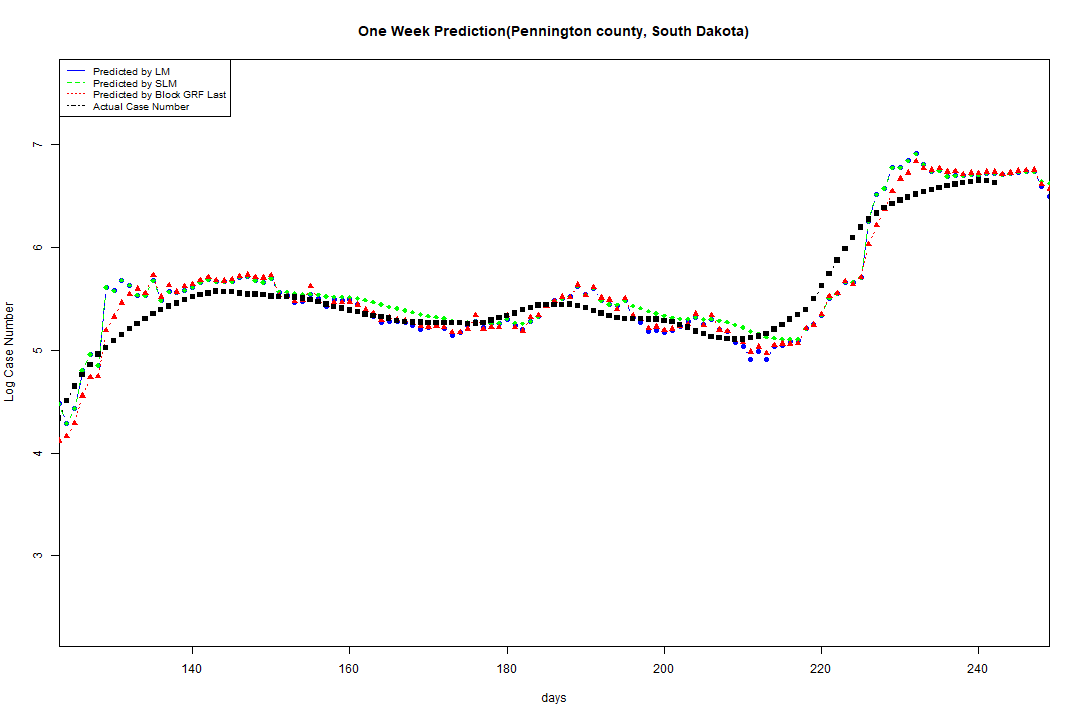 One Week Prediction(Pennington county, South Dakota)
Predicted by LM
Predicted by SLM
Predicted by Block GRF Last
Actual Case Number
7
6
5
4
3
Log Case Number
140 160 180 200 220 240
days